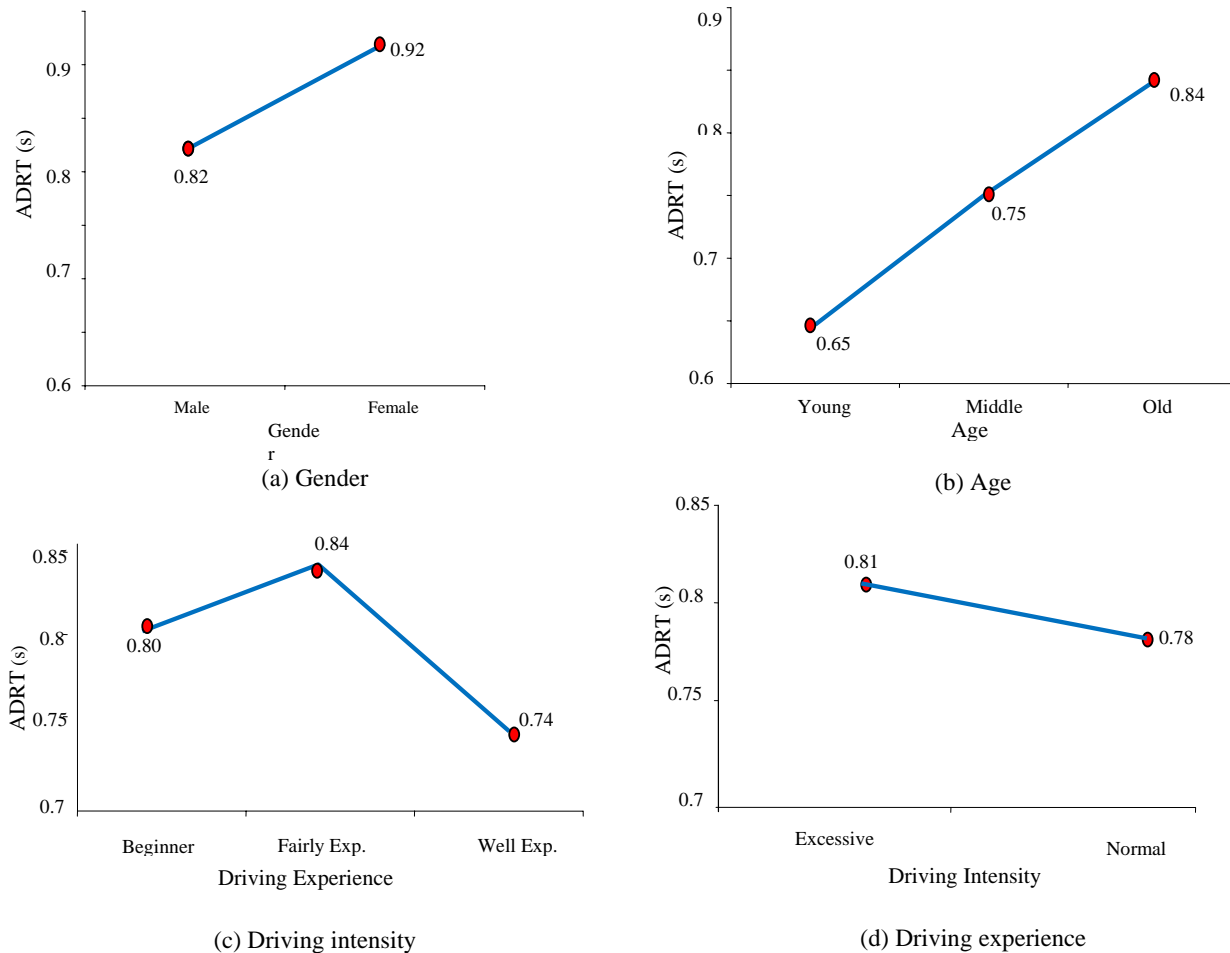 0.9
0.8
0.7
0.6
ADRT (s)
0.82
0.92
Male
Female
Gende
r
(a) Gender
0.9
0.8
0.7
0.6
ADRT (s)
0.65
0.75
0.84
Young
Middle
Old
Age
(b) Age
0.85
0.8
0.75
0.7
ADRT (s)
0.80
0.84
0.74
Beginner
Fairly Exp.
Well Exp.
Driving Experience
(c) Driving intensity
0.85
0.8
0.75
0.7
ADRT (s)
0.81
0.78
Excessive
Normal
Driving Intensity
(d) Driving experience